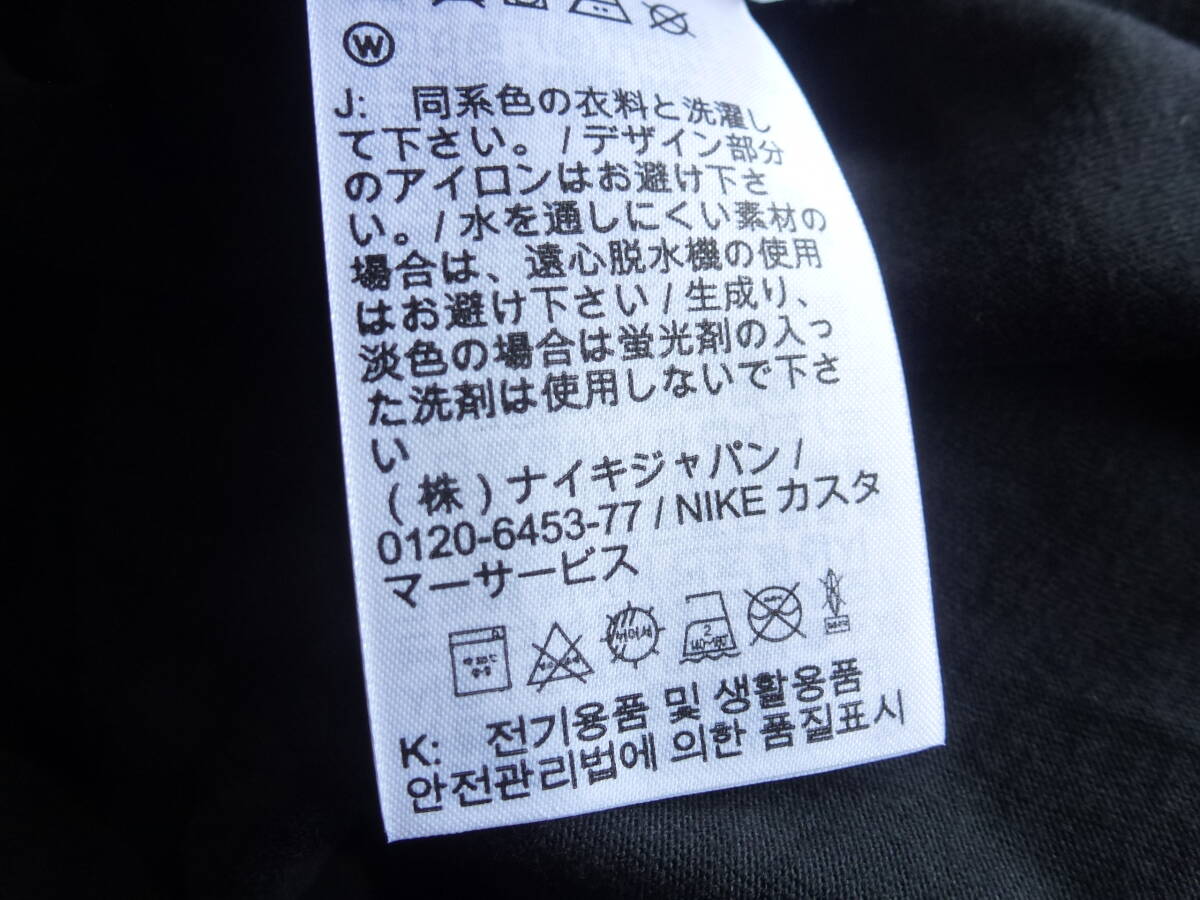 W
J: 同系色の衣料と洗濯し
て下さい。/デザイン部分
のアイロンはお避け下さ
い。/水を通しにくい素材の
場合は、遠心脱水機の使用
はお避け下さい/生成り、
淡色の場合は蛍光剤の入っ
た洗剤は使用しないで下さ
い
(株)ナイキジャパン/
0120-6453-77/NIKEカスタ
マーサービス
K: 전기용품 및 생활용품
안전관리법에 의한 품질표시